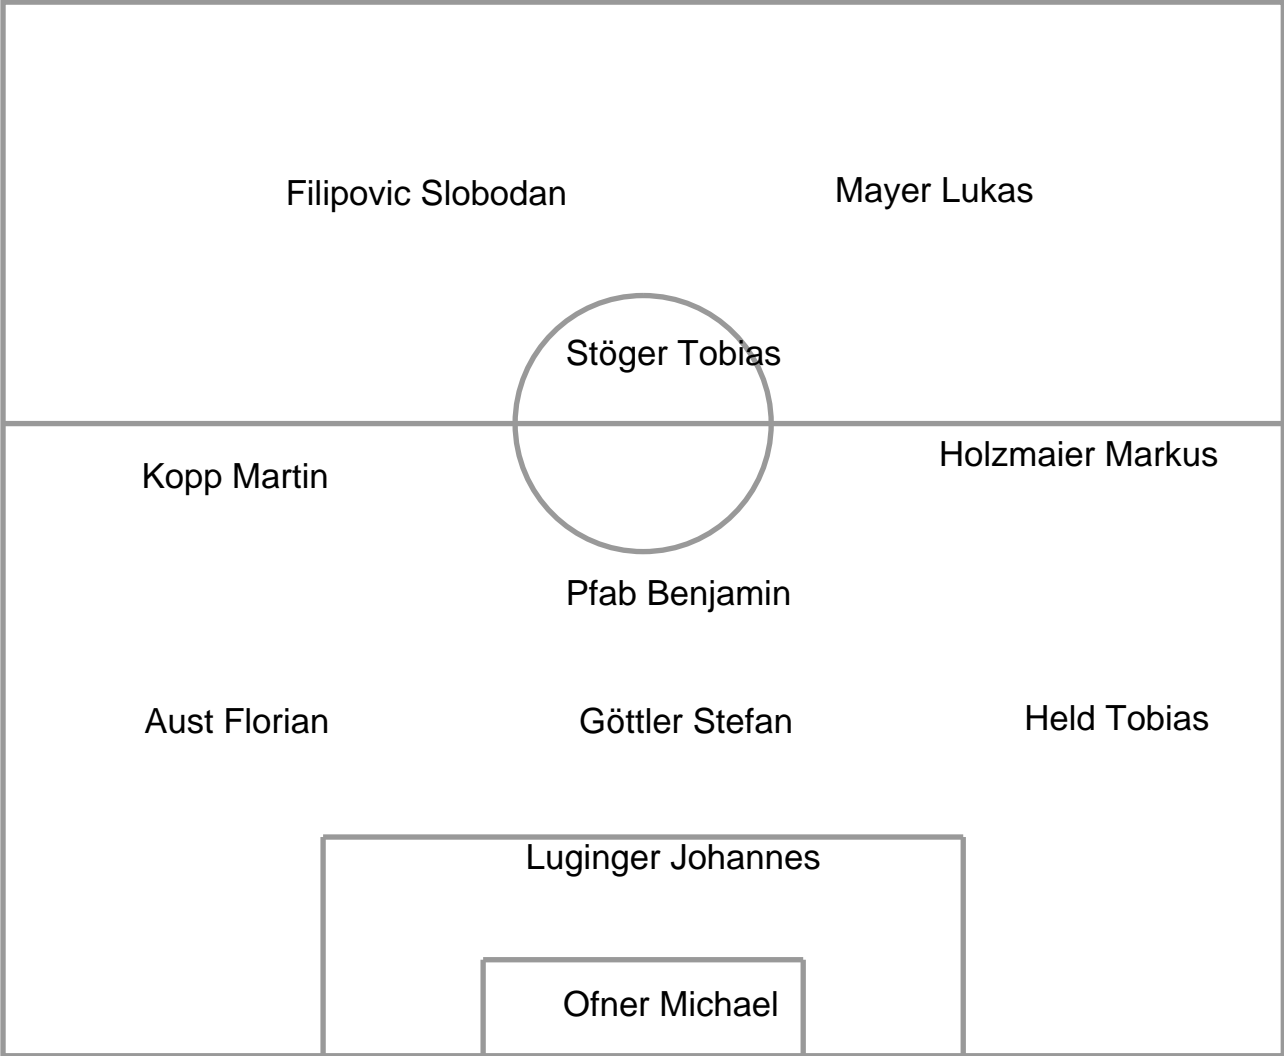 Filipovic Slobodan
Mayer Lukas
Stöger Tobias
Kopp Martin
Holzmaier Markus
Pfab Benjamin
Aust Florian
Göttler Stefan
Held Tobias
Luginger Johannes
Ofner Michael